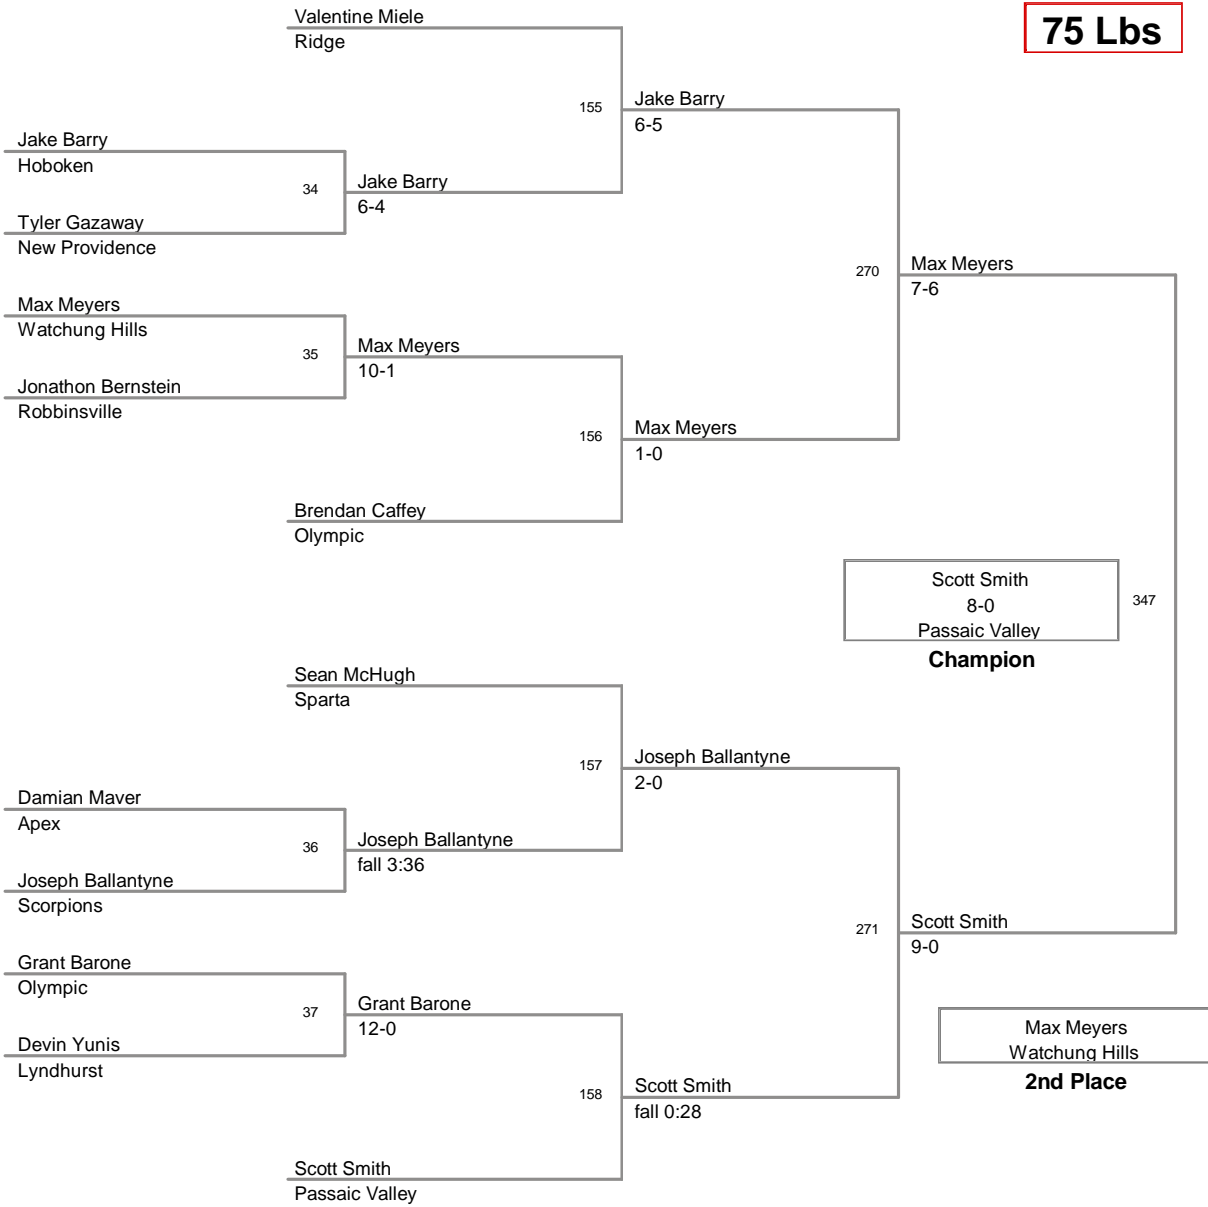 Valentine Miele
Ridge
75 Lbs
155
Jake Barry
6-5
Jake Barry
Hoboken
34
Jake Barry
6-4
Tyler Gazaway
New Providence
270
Max Meyers
7-6
Max Meyers
Watchung Hills
35
Max Meyers
10-1
Jonathon Bernstein
Robbinsville
156
Max Meyers
1-0
Brendan Caffey
Olympic
Scott Smith
8-0
Passaic Valley
347
Champion
Sean McHugh
Sparta
157
Joseph Ballantyne
2-0
Damian Maver
Apex
36
Joseph Ballantyne
fall 3:36
Joseph Ballantyne
Scorpions
271
Scott Smith
9-0
Grant Barone
Olympic
37
Grant Barone
12-0
Devin Yunis
Lyndhurst
Max Meyers
Watchung Hills
2nd Place
158
Scott Smith
fall 0:28
Scott Smith
Passaic Valley